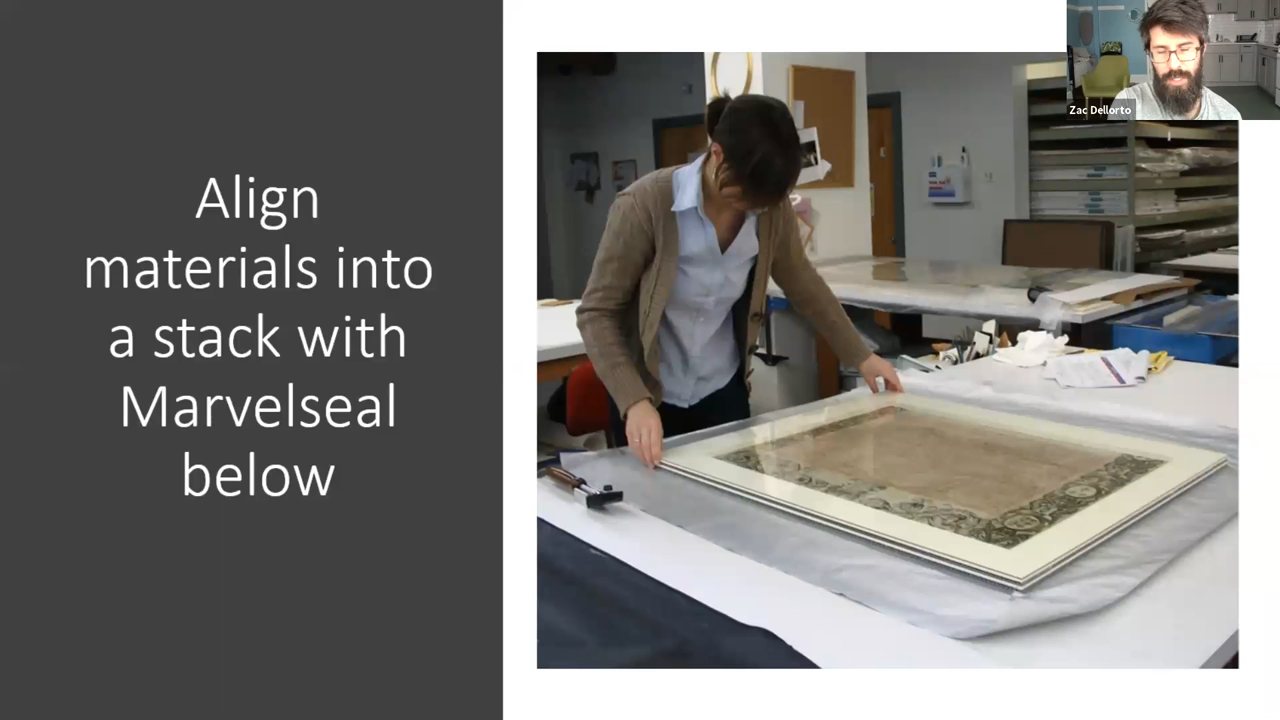 Align
materials into
a stack with
Marvelseal
below
Zac Dellorto